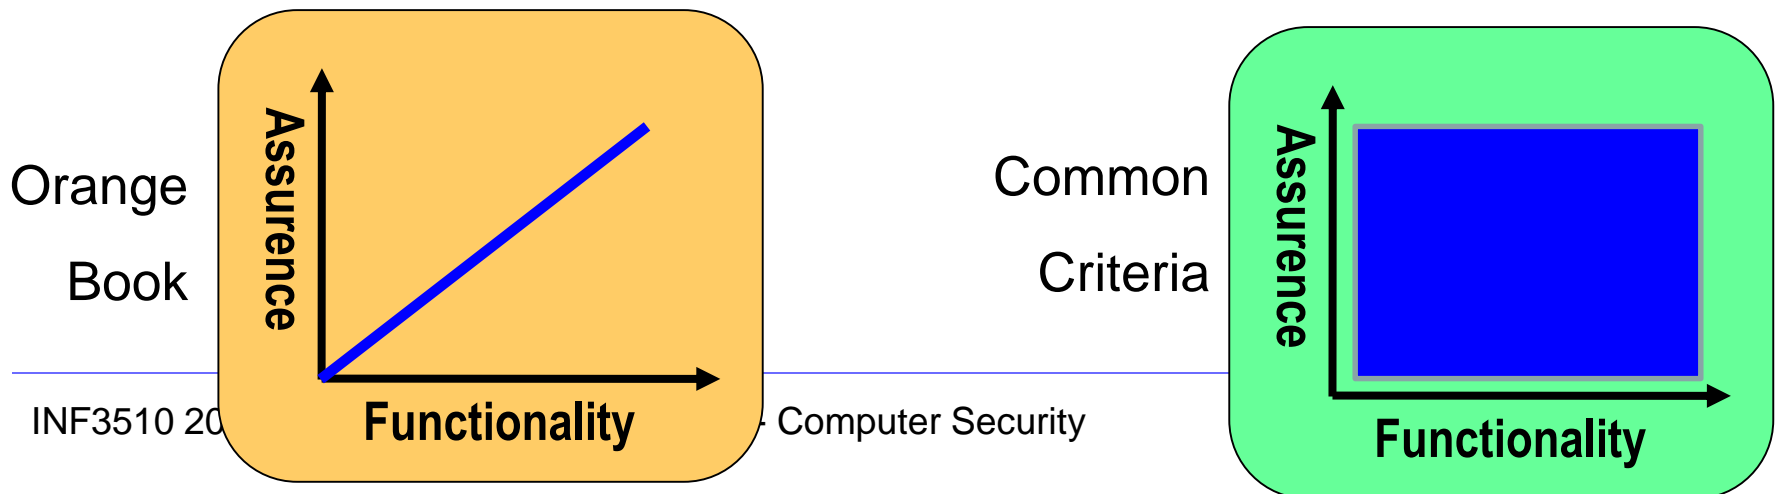 Orange
Book
Assurence
Functionality
Common
Criteria
Assurence
Functionality
INF3510 20
- Computer Security